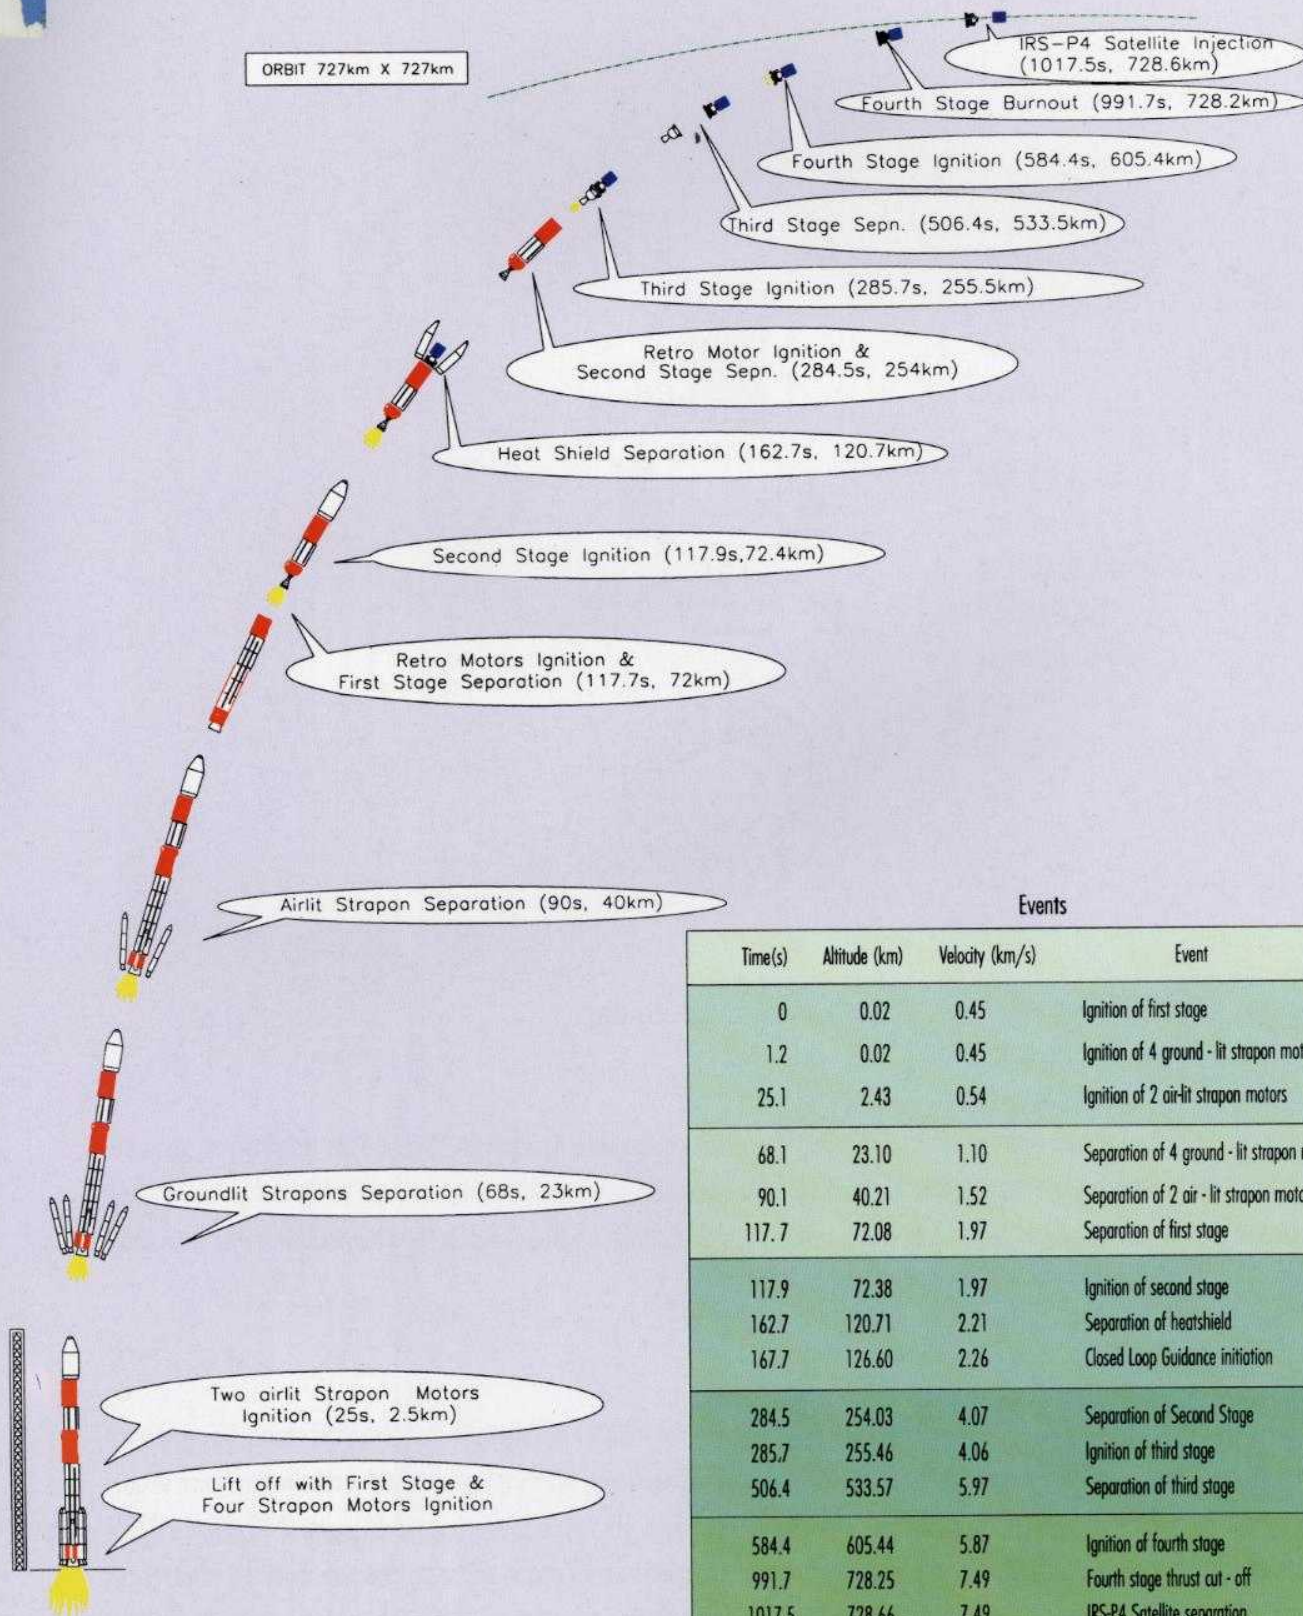 ORBIT 727km X 727km
IRS-P4 Satellite Injection
(1017.5s, 728.6km)
Fourth Stage Burnout (991.7s, 728.2km)
Fourth Stage Ignition (584.4s, 605.4km)
Third Stage Sepn. (506.4s, 533.5km)
Third Stage Ignition (285.7s, 255.5km)
Retro Motor Ignition &
Second Stage Sepn. (284.5s, 254km)
Heat Shield Separation (162.7s, 120.7km)
Second Stage Ignition (117.9s,72.4km)
Retro Motors Ignition &
First Stage Separation (117.7s, 72km)
Airlit Strapon Separation (90s, 40km)
Groundlit Strapons Separation (68s, 23km)
Two airlit Strapon Motors
Ignition (25s, 2.5km)
Lift off with First Stage &
Four Strapon Motors Ignition
Events
Time(s) Altitude (km) Velocity (km/s) Event
0 0.02 0.45 Ignition of first stage
1.2 0.02 0.45 Ignition of 4 ground - lit strapon mot
25.1 2.43 0.54 Ignition of 2 air-lit strapon motors
68.1 23.10 1.10 Separation of 4 ground - lit strapon
90.1 40.21 1.52 Separation of 2 air - lit strapon moto
117.7 72.08 1.97 Separation of first stage
117.9 72.38 1.97 Ignition of second stage
162.7 120.71 2.21 Separation of heatshield
167.7 126.60 2.26 Closed Loop Guidance initiation
284.5 254.03 4.07 Separation of Second Stage
285.7 255.46 4.06 Ignition of third stage
506.4 533.57 5.97 Separation of third stage
584.4 605.44 5.87 Ignition of fourth stage
991.7 728.25 7.49 Fourth stage thrust cut - off
1017.5 728.66 7.49 IRS-P4 Satellite separation